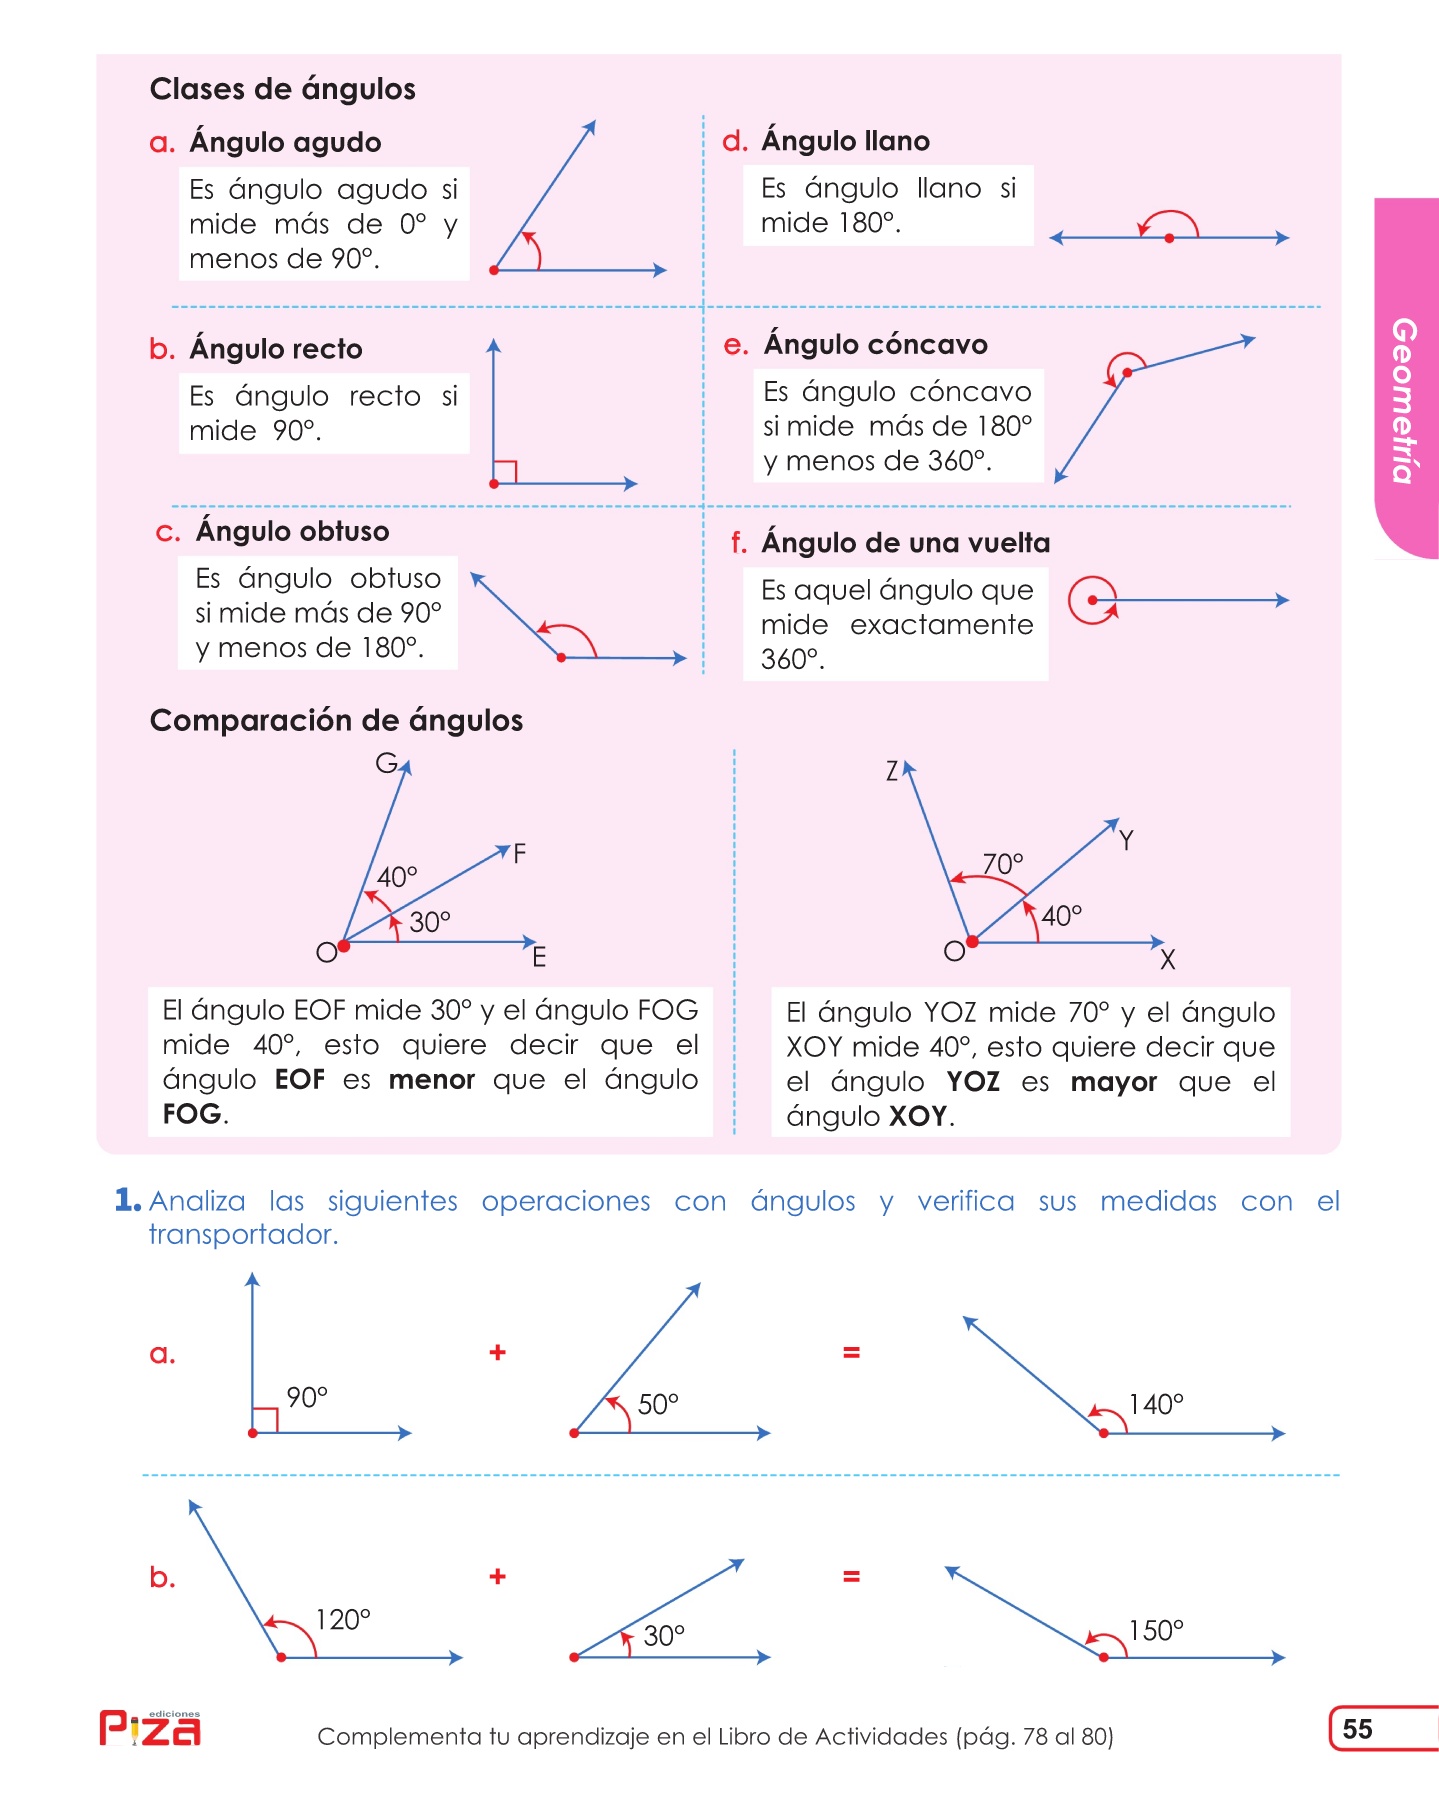 Clases de ángulos
a. Ángulo agudo
Es ángulo agudo si
mide más de 0° y
menos de 90°.
d. Ángulo llano
Es ángulo llano si
mide 180°.
b. Ángulo recto
Es ángulo recto si
mide 90°.
e. Ángulo cóncavo
Es ángulo cóncavo
si mide más de 180°
y menos de 360°.
c. Ángulo obtuso
Es ángulo obtuso
si mide más de 90°
y menos de 180°.
f. Ángulo de una vuelta
Es aquel ángulo que
mide exactamente
360°.
Geometría
Comparación de ángulos
G
F
40°
30°
O
E
El ángulo EOF mide 30° y el ángulo FOG
mide 40°, esto quiere decir que el
ángulo EOF es menor que el ángulo
FOG.
Z
Y
70°
40°
O
X
El ángulo YOZ mide 70° y el ángulo
XOY mide 40°, esto quiere decir que
el ángulo YOZ es mayor que el
ángulo XOY.
1. Analiza las siguientes operaciones con ángulos y verifica sus medidas con el
transportador.
a. 90° + 50° = 140°
b. 120° + 30° = 150°
ediciones
Piza
Complementa tu aprendizaje en el Libro de Actividades (pág. 78 al 80)
55